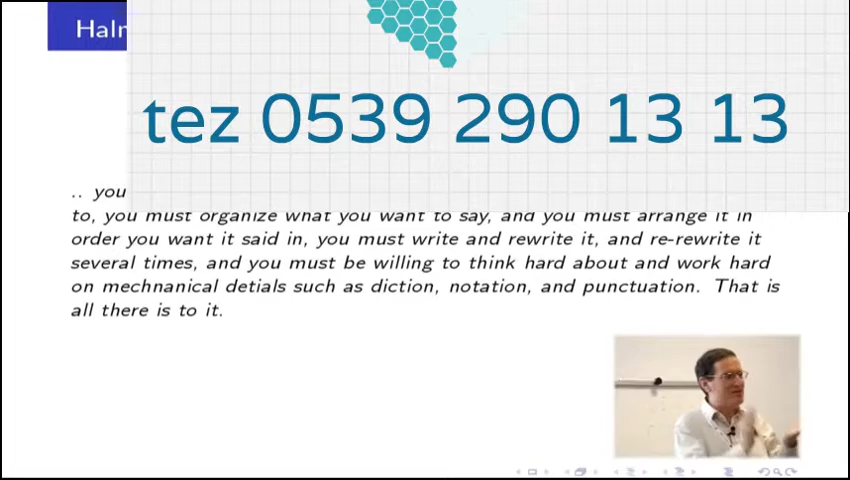 Haln
tez 0539 290 13 13
.. you
to, you must organize what you want to say, and you must arrange it in
order you want it said in, you must write and rewrite it, and re-rewrite it
several times, and you must be willing to think hard about and work hard
on mechnanical detials such as diction, notation, and punctuation. That is
all there is to it.